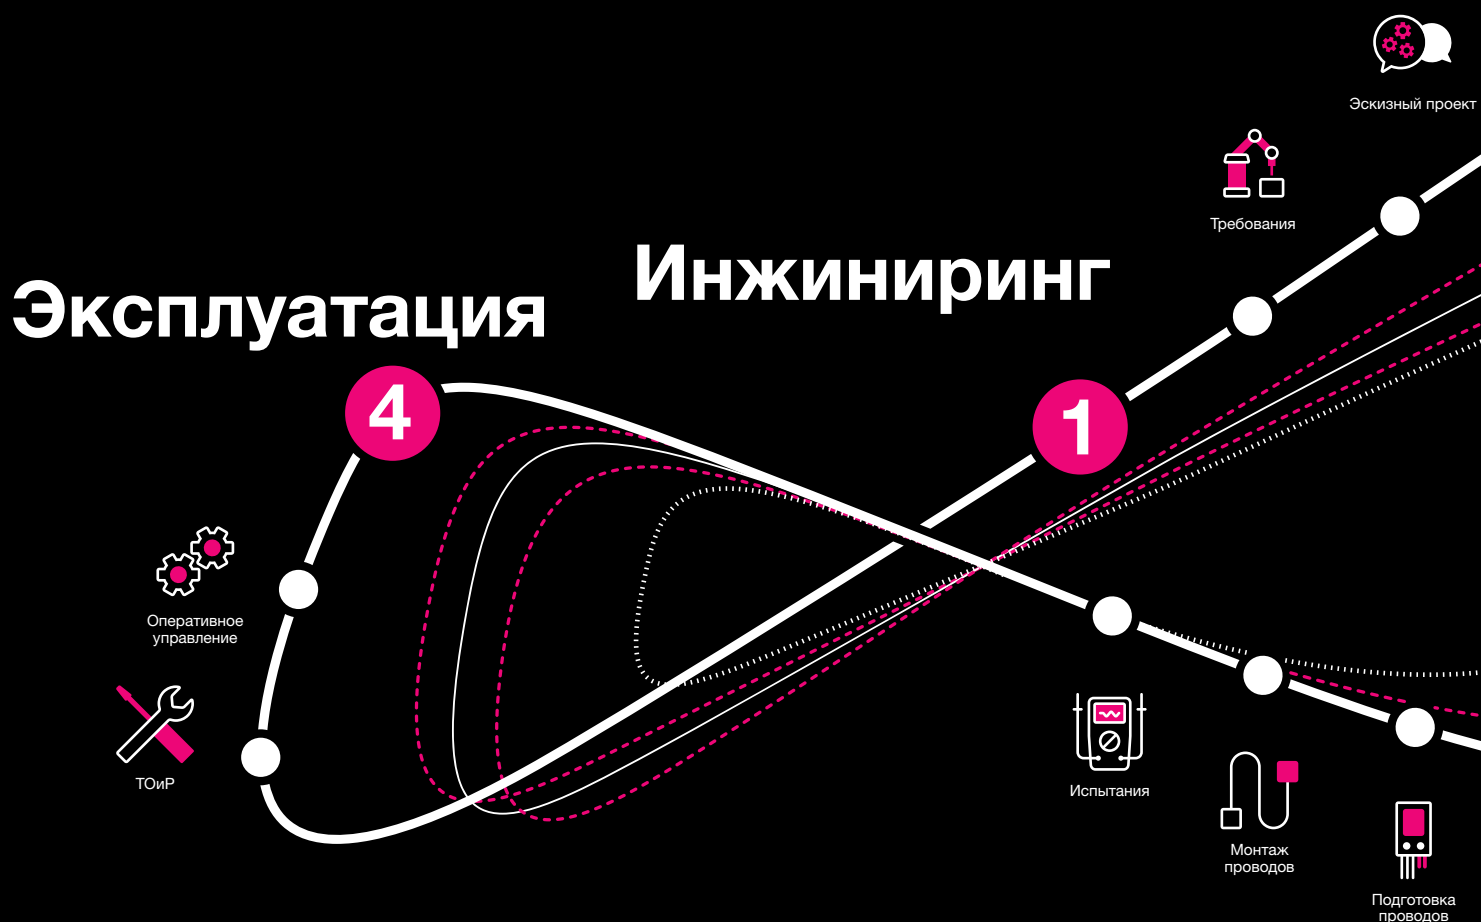 Эскизный проект
Требования
Инжиниринг
Эксплуатация
4
1
Оперативное
управление
ТОиР
Испытания
Монтаж
проводов
Подготовка
проводов